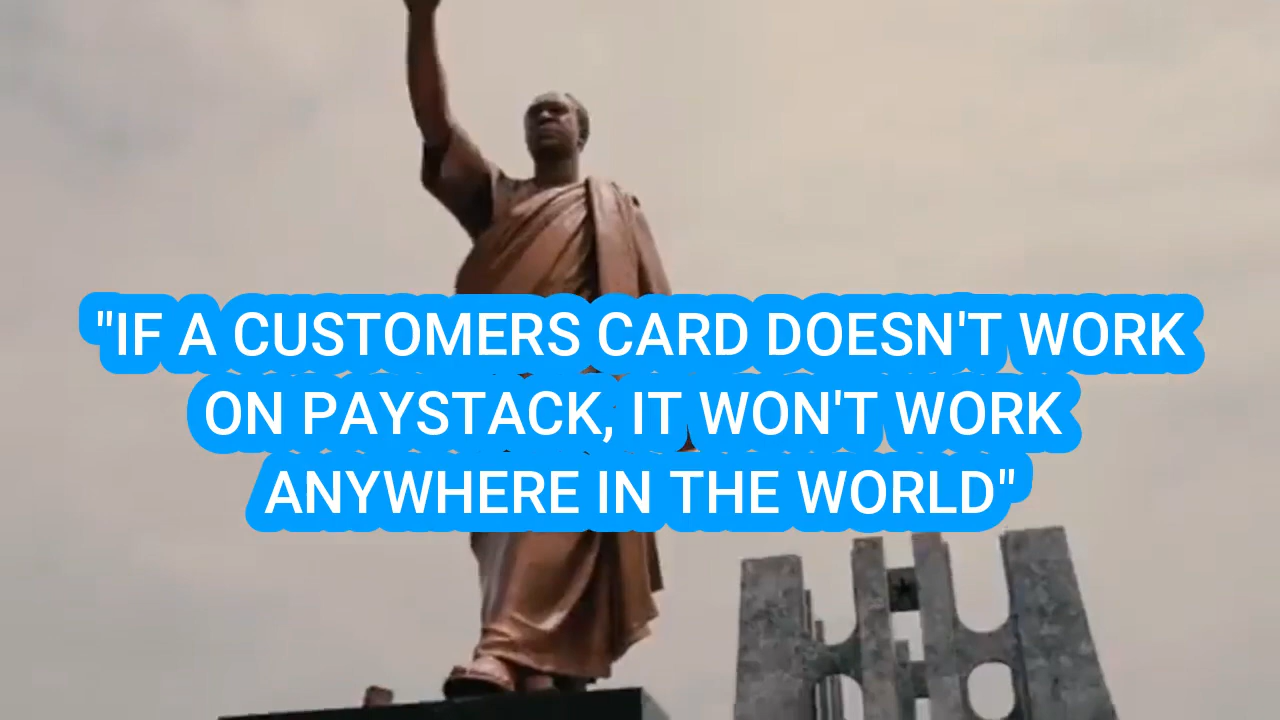 "IF A CUSTOMERS CARD DOESN'T WORK
ON PAYSTACK, IT WON'T WORK
ANYWHERE IN THE WORLD"